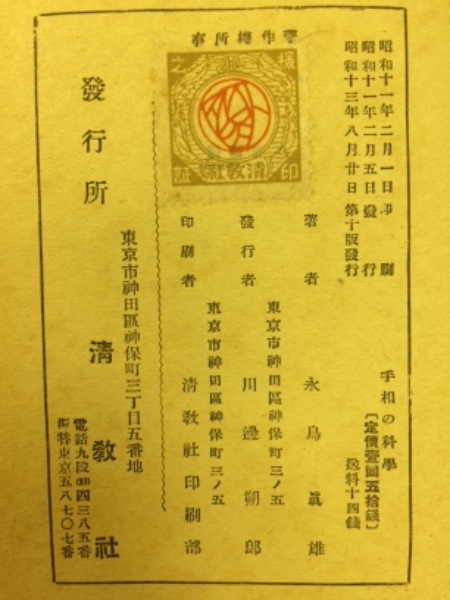 昭和十一年二月一日印刷
昭和十一年二月五日發行
昭和十三年八月廿日第十版發行
手相の科學
〔定價壹圓五拾錢〕
送料十四錢
著作權所有
檢
之
印
証
清教社
著者 永鳥眞雄
東京市神田區神保町三ノ五
發行者 川邊朔郎
東京市神田區神保町三ノ五
印刷者 清教社印刷部
東京市神田區神保町三丁目五番地
發行所 清教社
電話九段㈝四三八五番
振替東京五八七〇七番